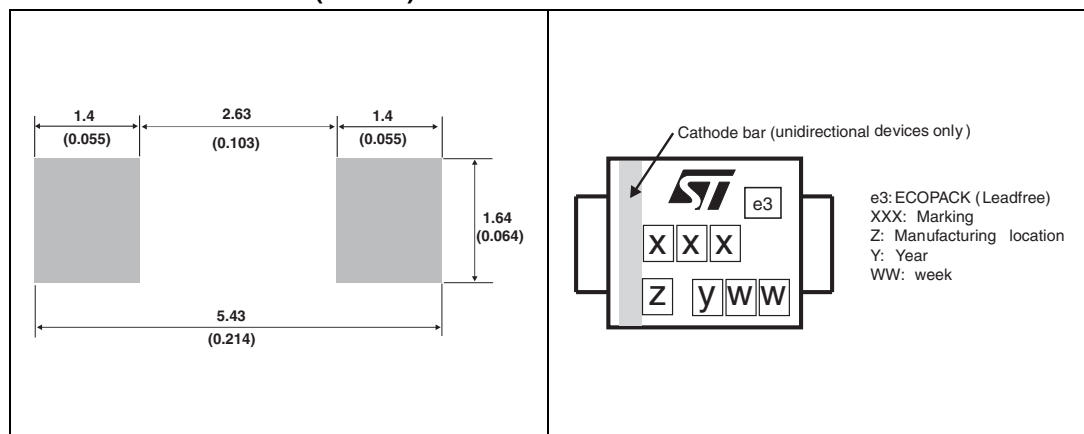 1.4
(0.055)
2.63
(0.103)
1.4
(0.055)
1.64
(0.064)
5.43
(0.214)
Cathode bar (unidirectional devices only)
ST
e3
x x x
z y w w
e3: ECOPACK (Leadfree)
XXX: Marking
Z: Manufacturing location
Y: Year
WW: week